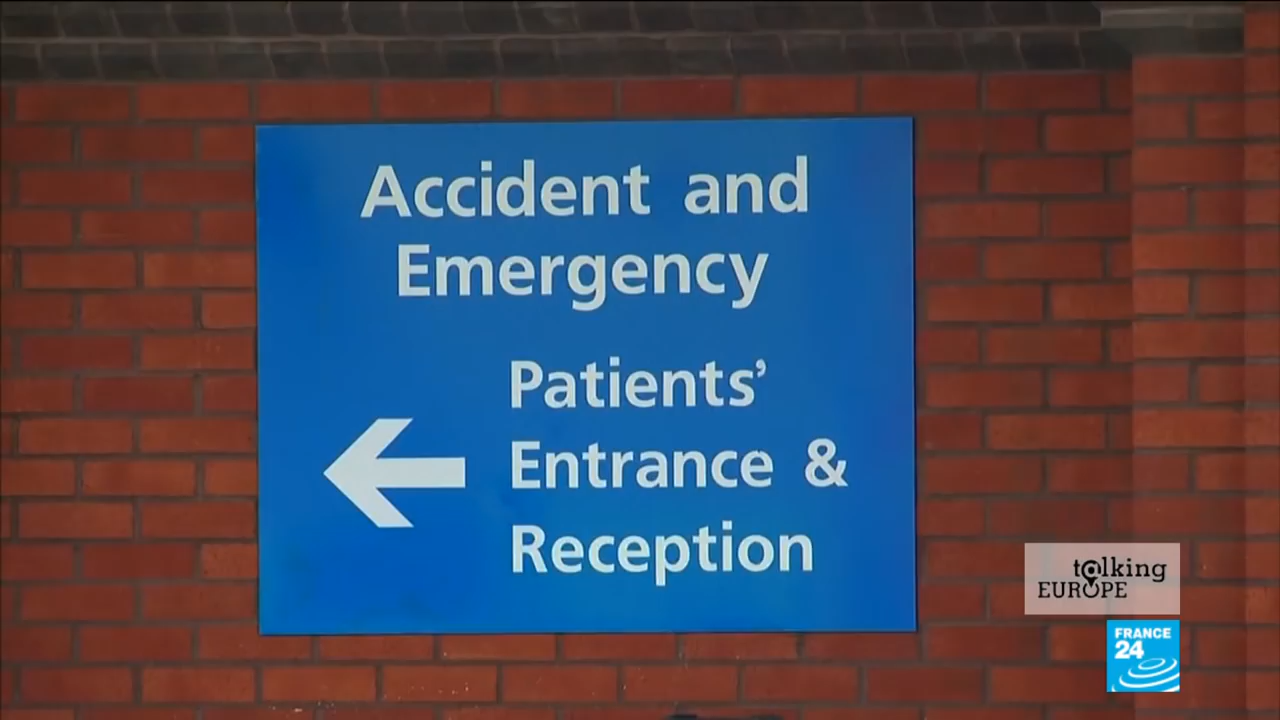 Accident and
Emergency
Patients’
Entrance &
Reception
talking
EUROPE
FRANCE
24